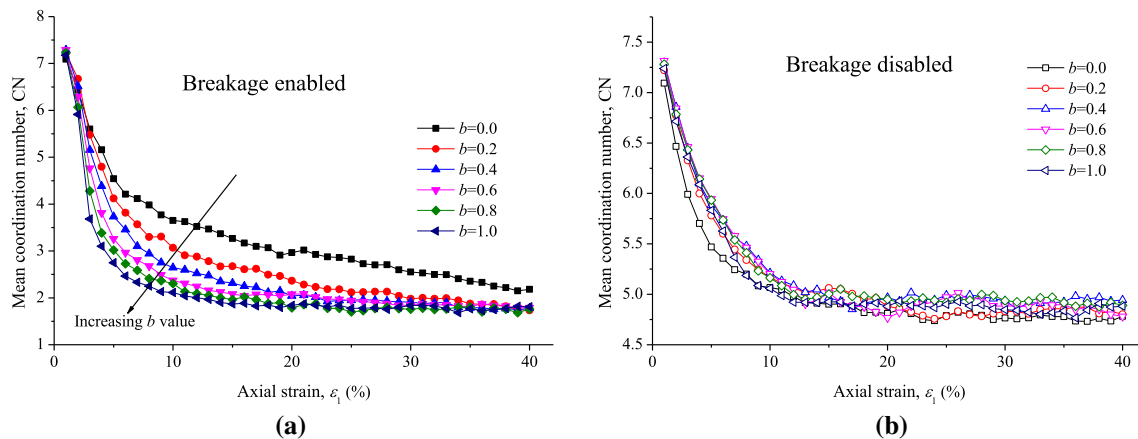 8
7
6
5
4
3
2
1
Mean coordination number, CN
Breakage enabled
b=0.0
b=0.2
b=0.4
b=0.6
b=0.8
b=1.0
Increasing b value
0 10 20 30 40
Axial strain, ε₁ (%)
(a)
7.5
7.0
6.5
6.0
5.5
5.0
4.5
Mean coordination number, CN
Breakage disabled
b=0.0
b=0.2
b=0.4
b=0.6
b=0.8
b=1.0
0 10 20 30 40
Axial strain, ε₁ (%)
(b)